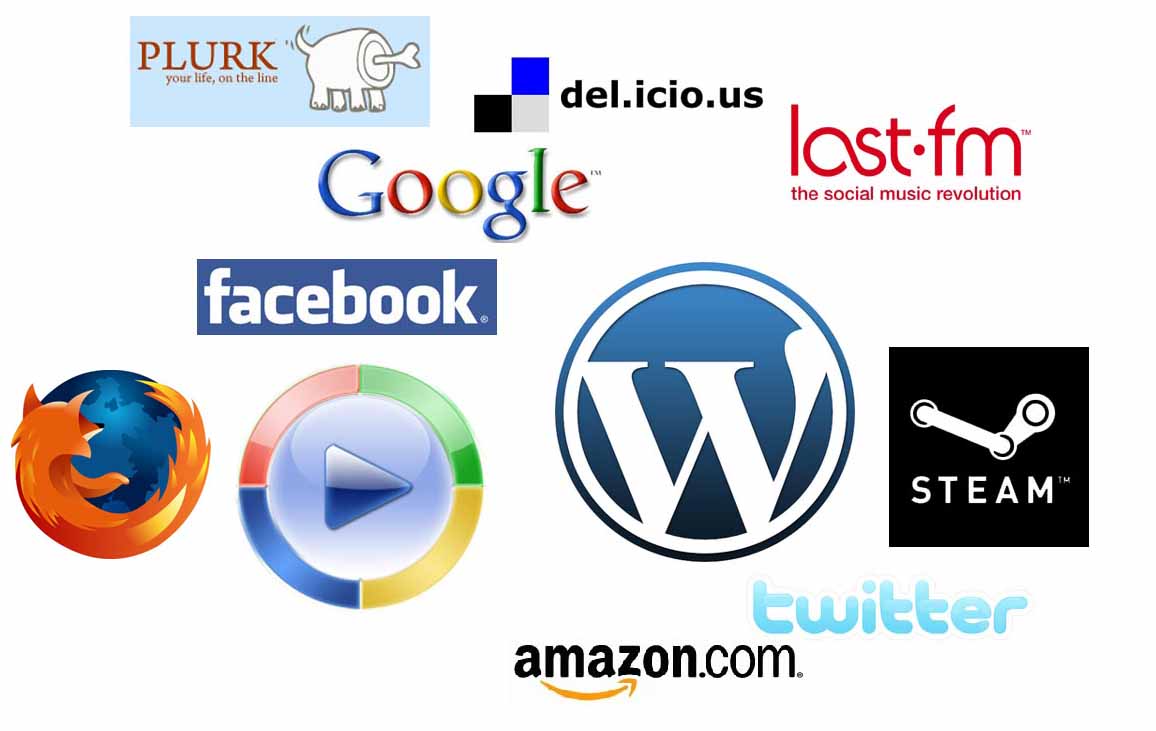 PLURK
your life, on the line
del.icio.us
Google™
last.fm™
the social music revolution
facebook®
W
STEAM™
twitter
amazon.com®